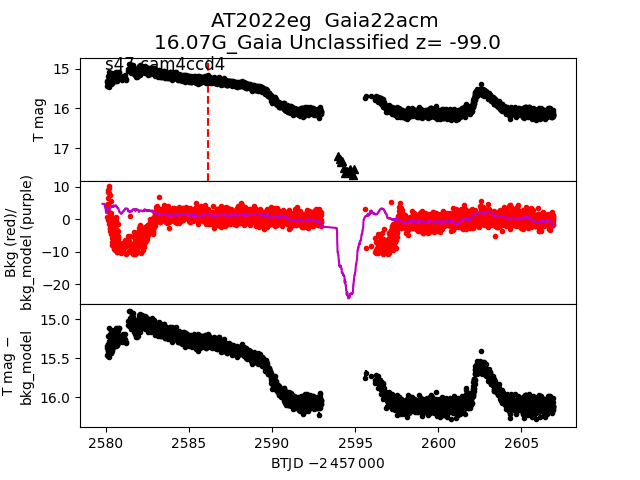 AT2022eg  Gaia22acm
16.07G_Gaia Unclassified z= -99.0
s47 cam4ccd4
15
16
17
T mag
10
0
−10
−20
Bkg (red)/
bkg_model (purple)
15.0
15.5
16.0
T mag −
bkg_model
2580
2585
2590
2595
2600
2605
BTJD −2 457 000